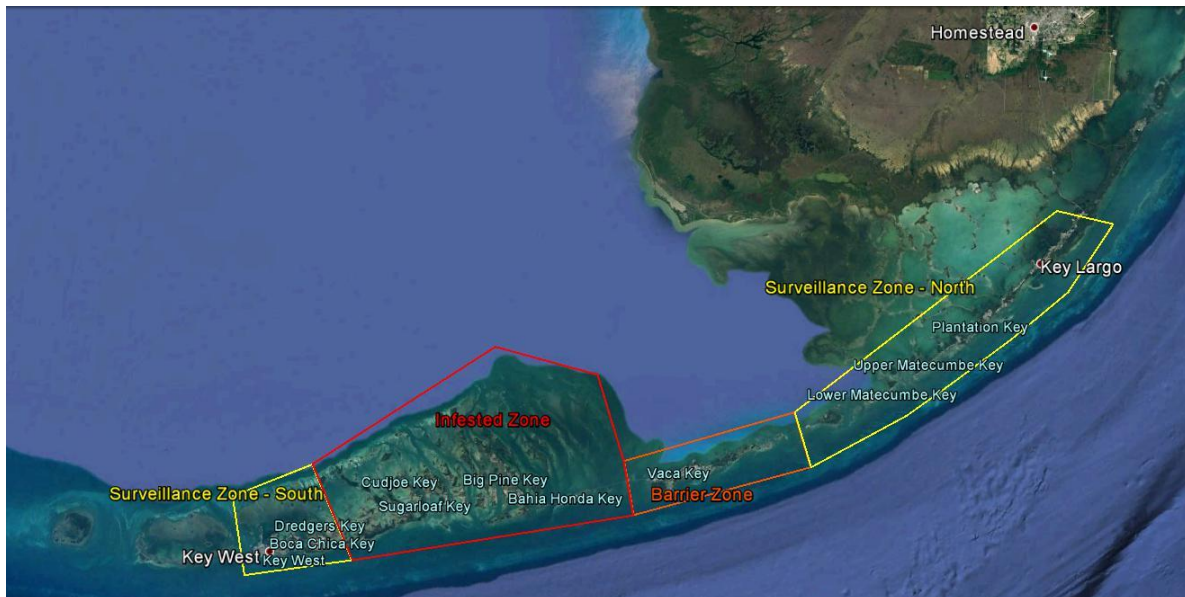 Homestead
Key Largo
Surveillance Zone - North
Plantation Key
Upper Matecumbe Key
Lower Matecumbe Key
Infested Zone
Vaca Key
Big Pine Key
Cudjoe Key
Surveillance Zone - South
Barrier Zone
Bahia Honda Key
Sugarloaf Key
Dredgers Key
Boca Chica Key
Key West
Key West